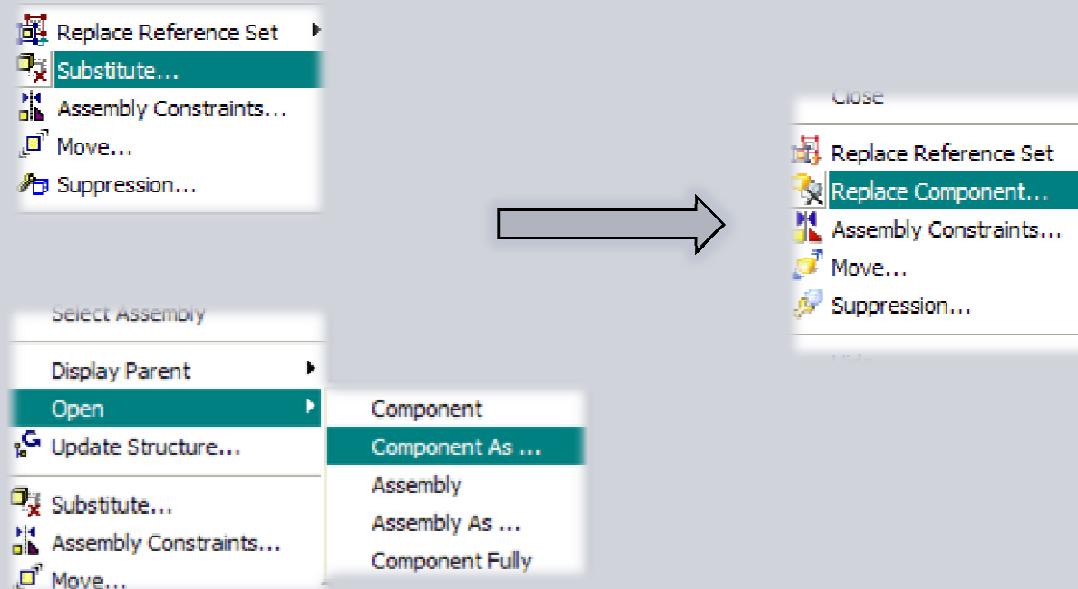 Replace Reference Set
Substitute...
Assembly Constraints...
Move...
Suppression...
Close
Replace Reference Set
Replace Component...
Assembly Constraints...
Move...
Suppression...
Select Assembly
Display Parent
Open
Update Structure...
Substitute...
Assembly Constraints...
Move...
Component
Component As ...
Assembly
Assembly As ...
Component Fully